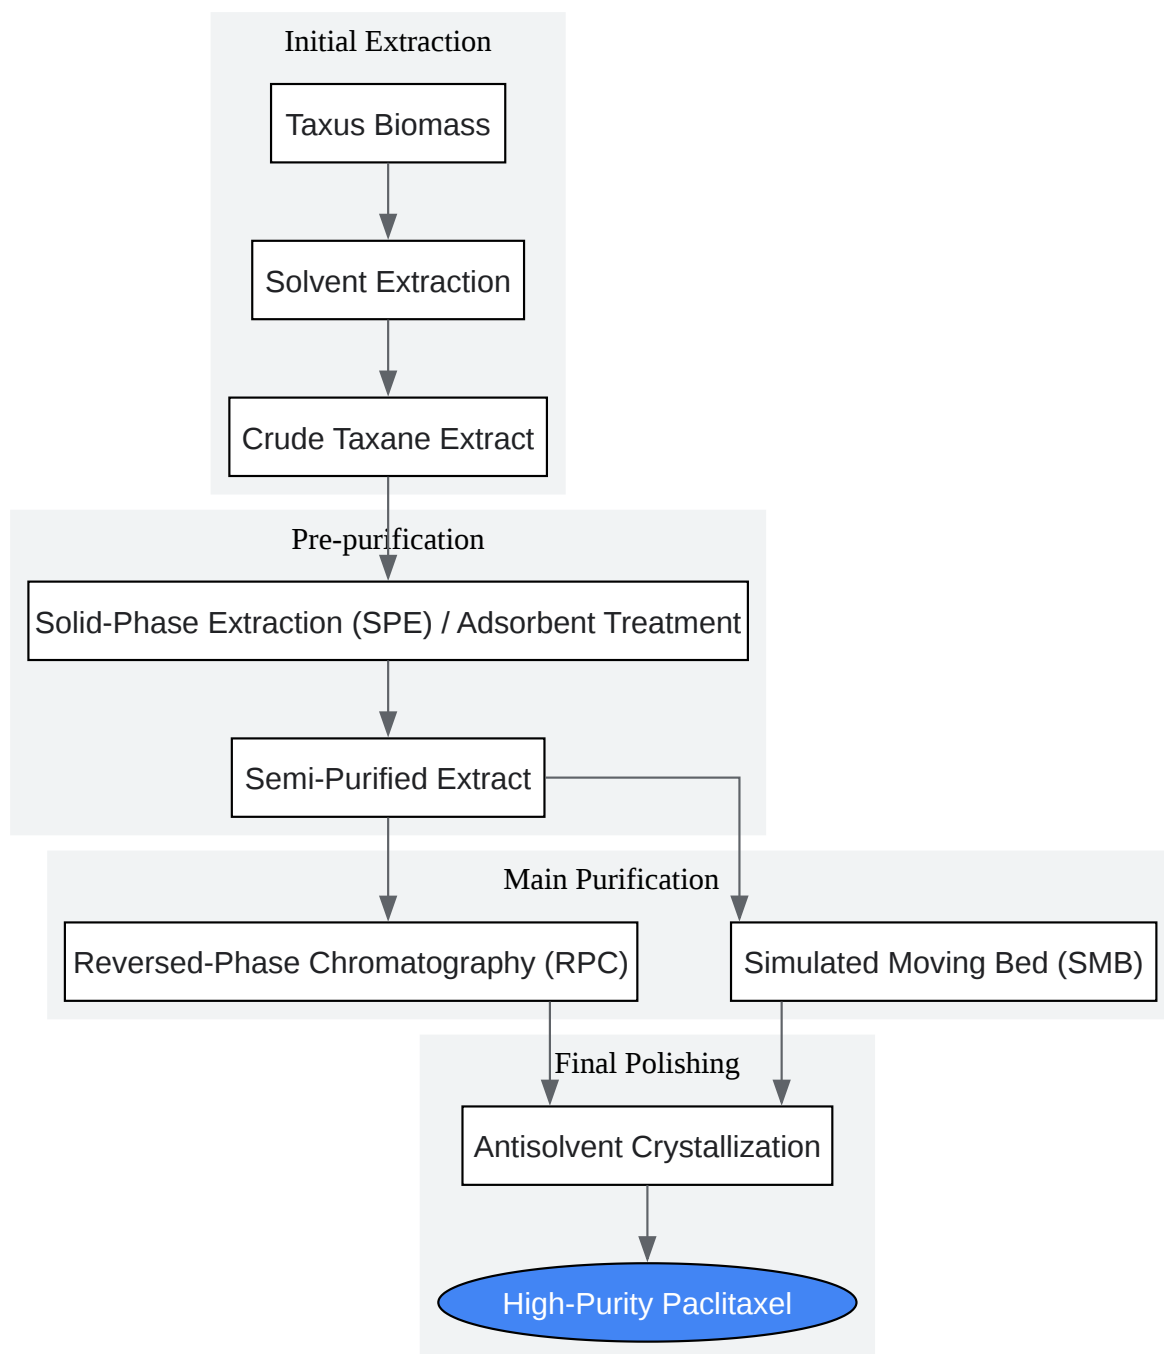 Initial Extraction
Taxus Biomass
Solvent Extraction
Crude Taxane Extract
Pre-purification
Solid-Phase Extraction (SPE) / Adsorbent Treatment
Semi-Purified Extract
Main Purification
Reversed-Phase Chromatography (RPC)
Simulated Moving Bed (SMB)
Final Polishing
Antisolvent Crystallization
High-Purity Paclitaxel